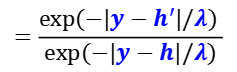 = exp(−|y − h′|/λ) / exp(−|y − h|/λ)